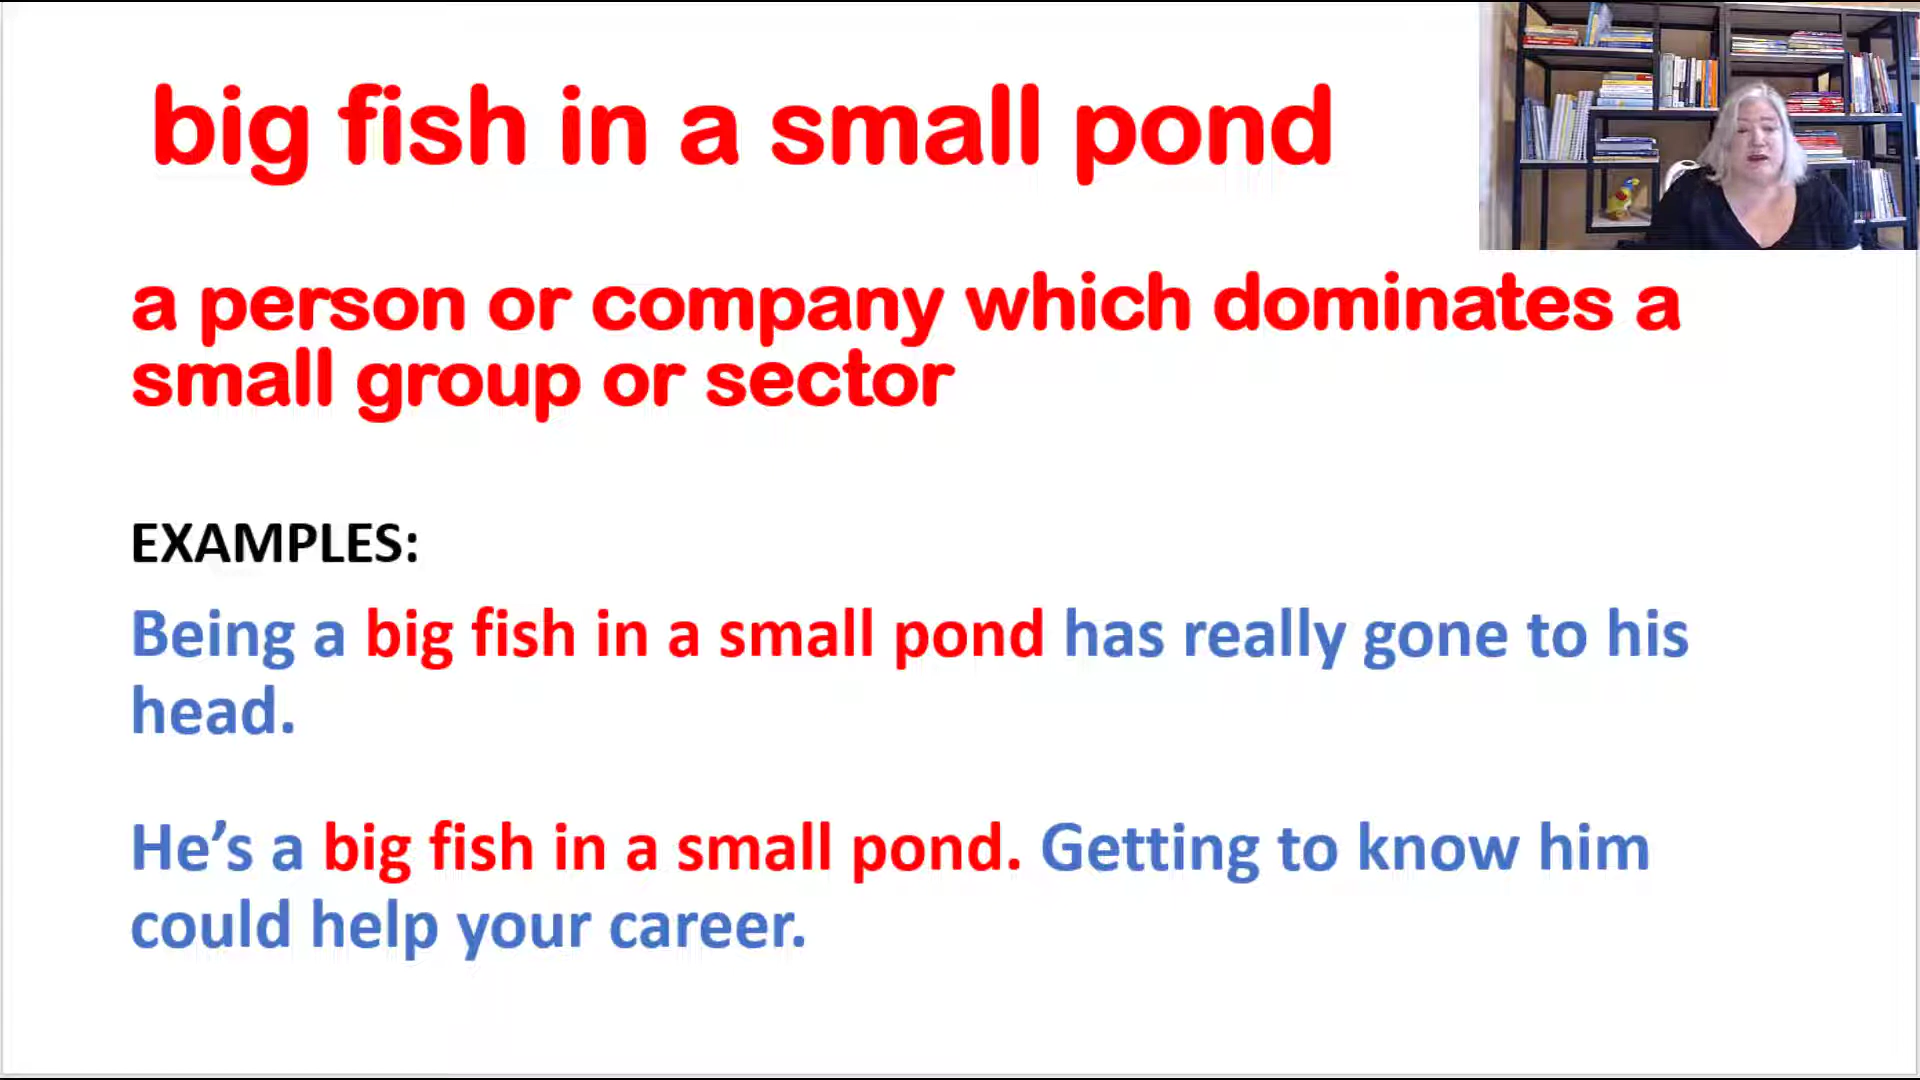 big fish in a small pond
a person or company which dominates a
small group or sector
EXAMPLES:
Being a big fish in a small pond has really gone to his
head.
He’s a big fish in a small pond. Getting to know him
could help your career.